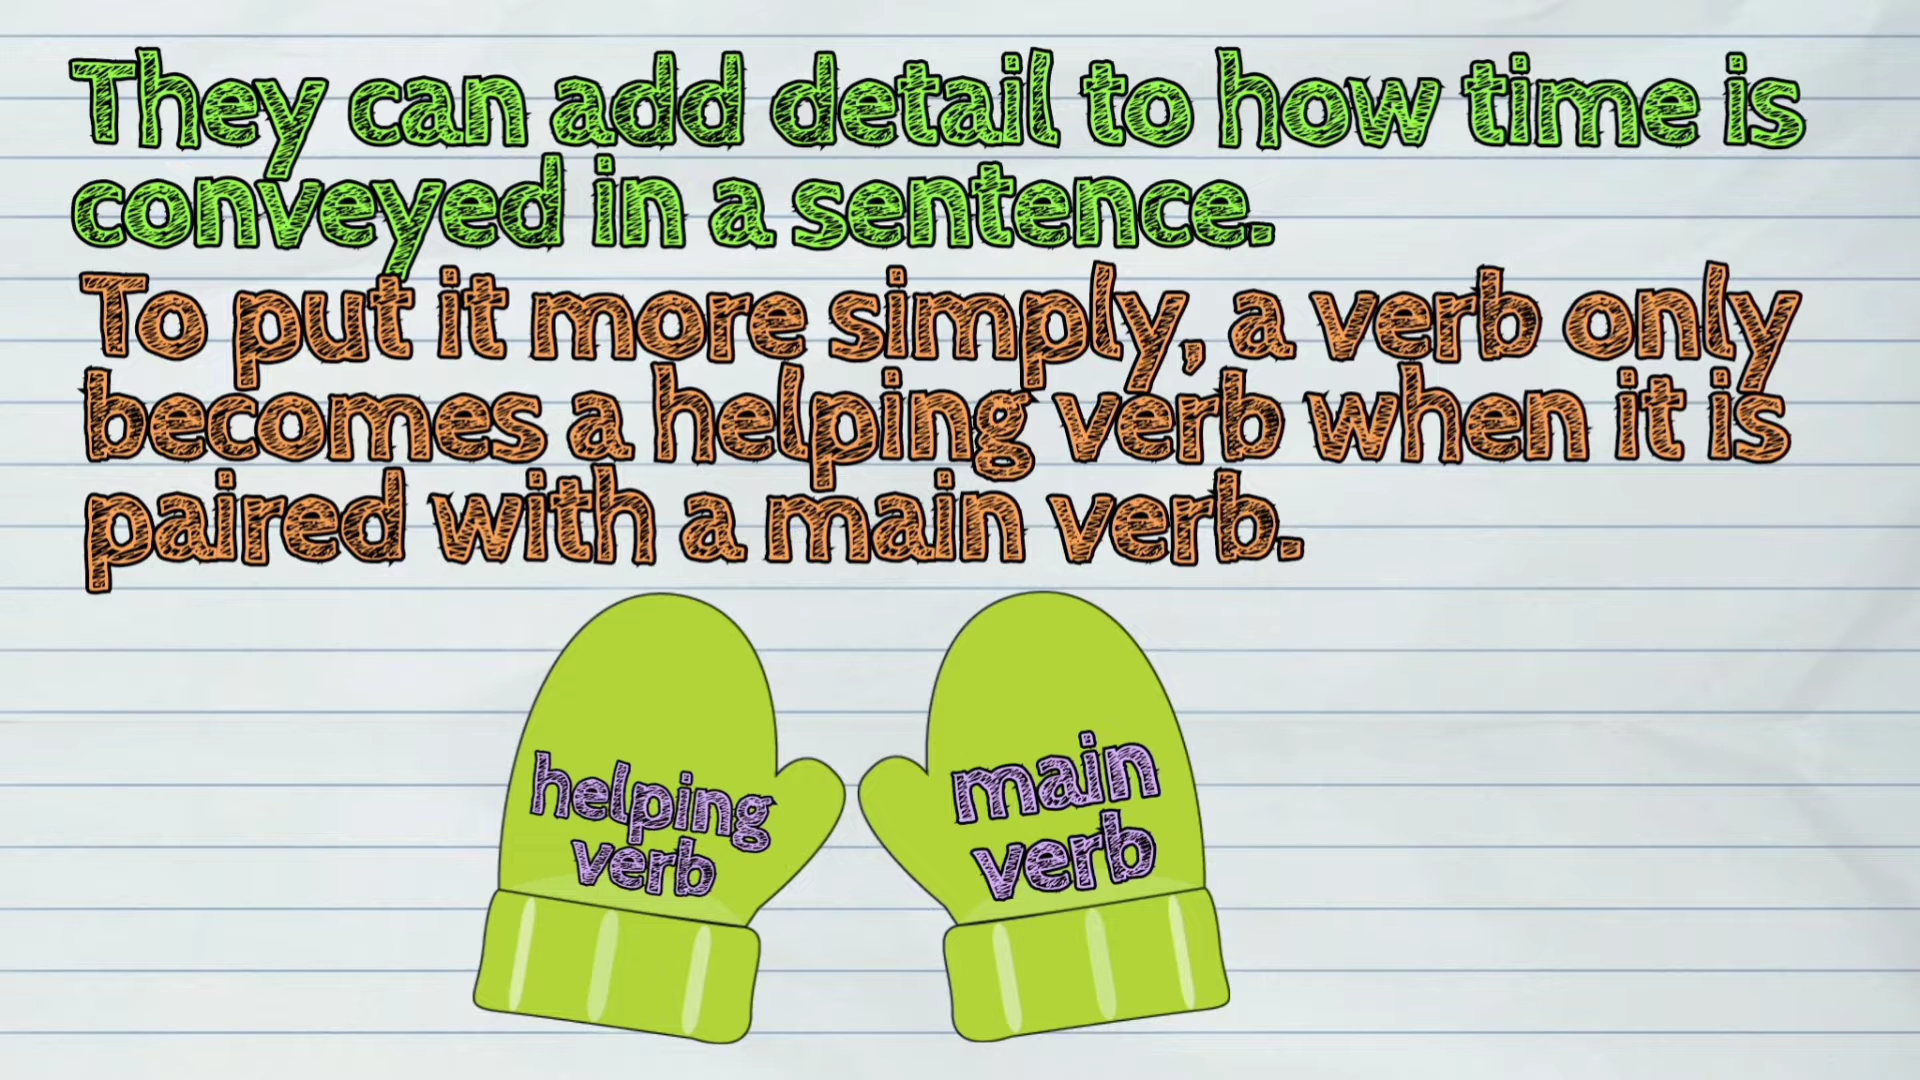 They can add detail to how time is
conveyed in a sentence.
To put it more simply, a verb only
becomes a helping verb when it is
paired with a main verb.
helping
verb
main
verb